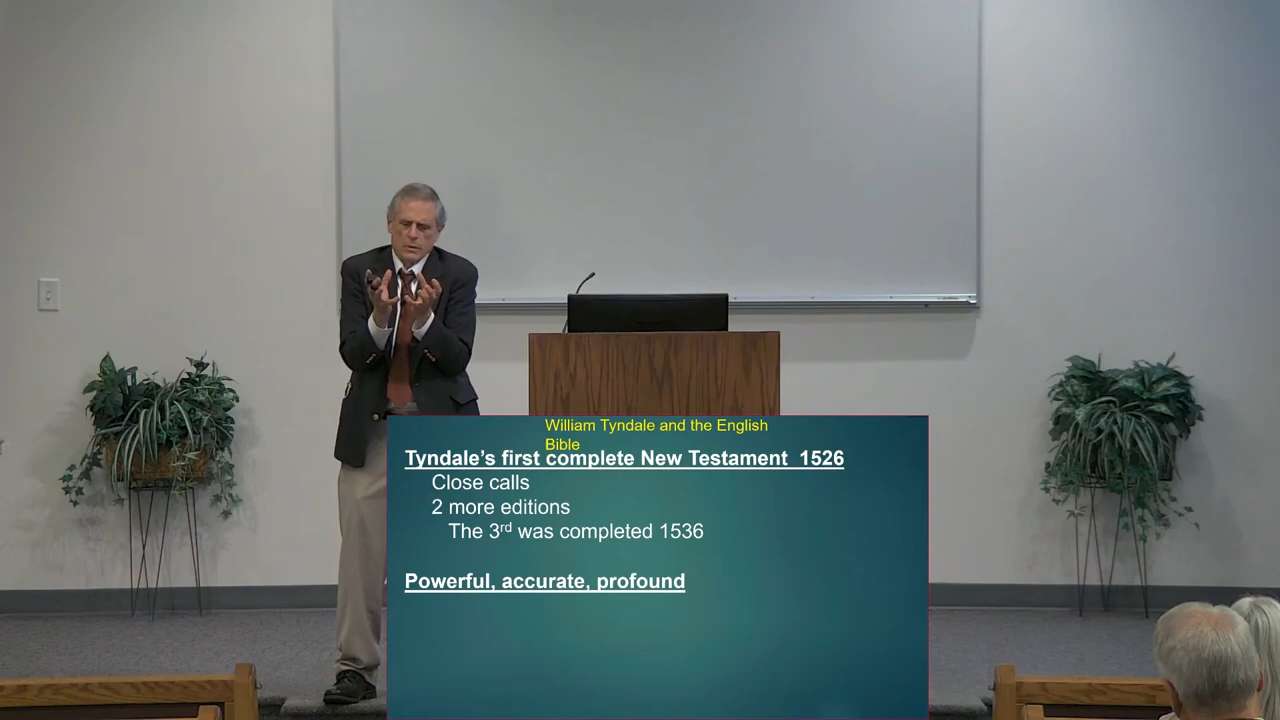 William Tyndale and the English
Bible
Tyndale’s first complete New Testament 1526
Close calls
2 more editions
The 3rd was completed 1536
Powerful, accurate, profound